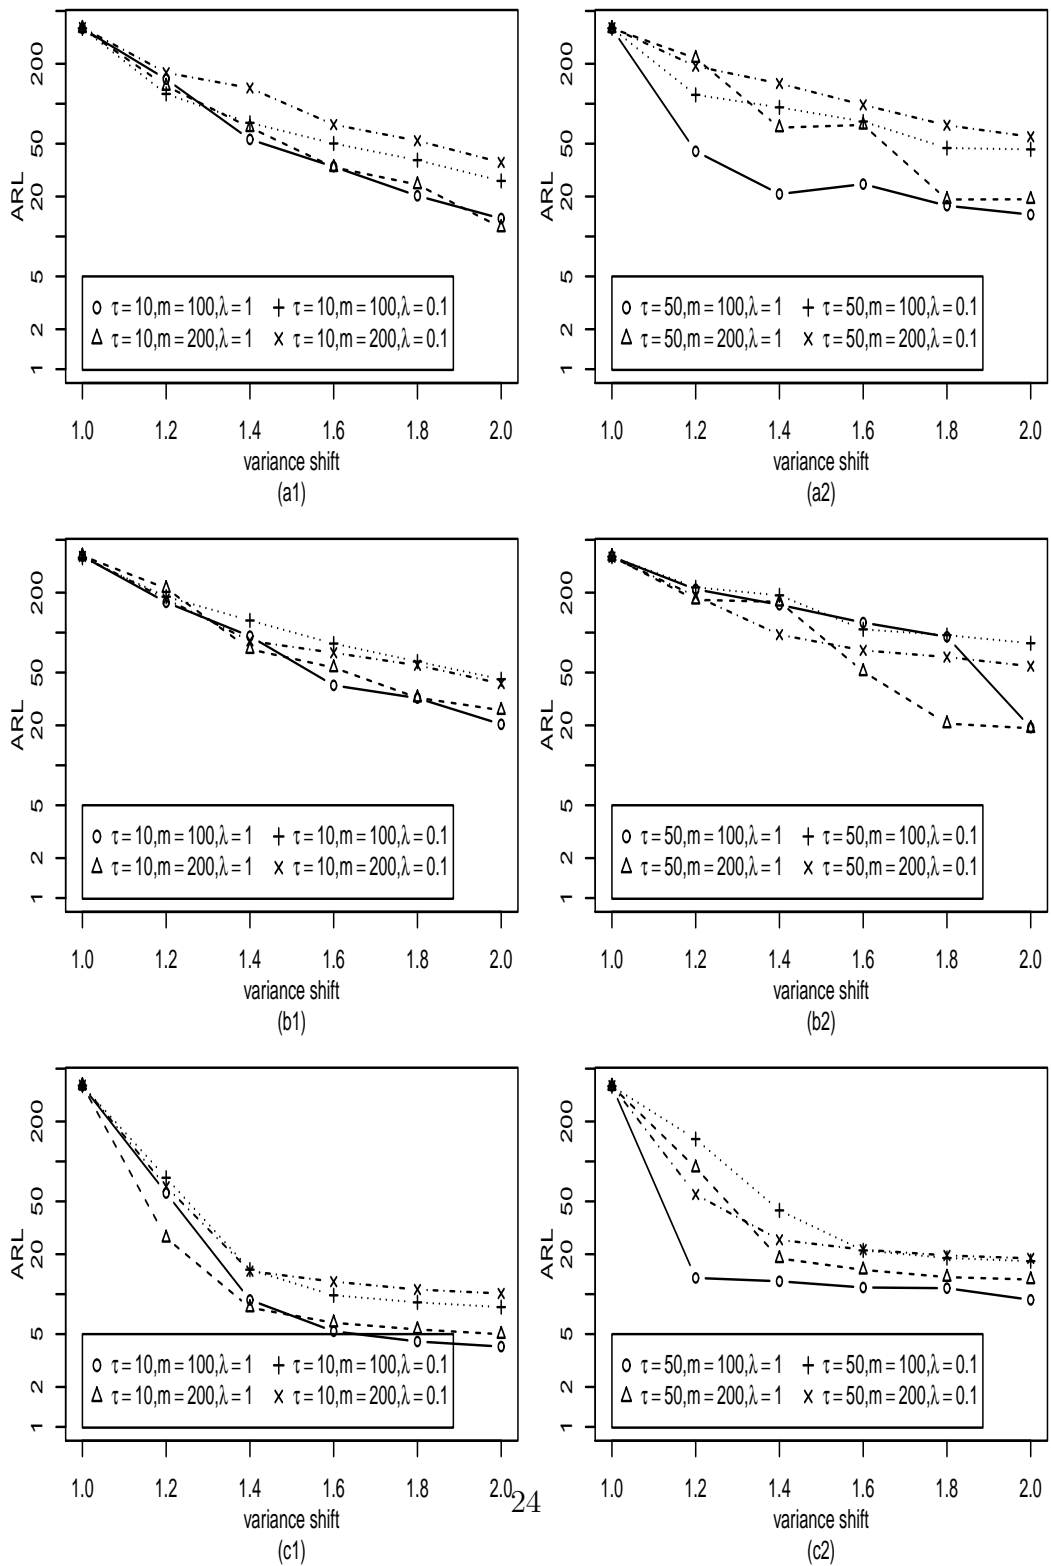 ARL
200
50
20
5
2
1
τ = 10,m = 100,λ = 1
τ = 10,m = 100,λ = 0.1
τ = 10,m = 200,λ = 1
τ = 10,m = 200,λ = 0.1
1.0 1.2 1.4 1.6 1.8 2.0
variance shift
(a1)
ARL
200
50
20
5
2
1
τ = 50,m = 100,λ = 1
τ = 50,m = 100,λ = 0.1
τ = 50,m = 200,λ = 1
τ = 50,m = 200,λ = 0.1
1.0 1.2 1.4 1.6 1.8 2.0
variance shift
(a2)
ARL
200
50
20
5
2
1
τ = 10,m = 100,λ = 1
τ = 10,m = 100,λ = 0.1
τ = 10,m = 200,λ = 1
τ = 10,m = 200,λ = 0.1
1.0 1.2 1.4 1.6 1.8 2.0
variance shift
(b1)
ARL
200
50
20
5
2
1
τ = 50,m = 100,λ = 1
τ = 50,m = 100,λ = 0.1
τ = 50,m = 200,λ = 1
τ = 50,m = 200,λ = 0.1
1.0 1.2 1.4 1.6 1.8 2.0
variance shift
(b2)
ARL
200
50
20
5
2
1
τ = 10,m = 100,λ = 1
τ = 10,m = 100,λ = 0.1
τ = 10,m = 200,λ = 1
τ = 10,m = 200,λ = 0.1
1.0 1.2 1.4 1.6 1.8 2.0
variance shift
(c1)
ARL
200
50
20
5
2
1
τ = 50,m = 100,λ = 1
τ = 50,m = 100,λ = 0.1
τ = 50,m = 200,λ = 1
τ = 50,m = 200,λ = 0.1
1.0 1.2 1.4 1.6 1.8 2.0
variance shift
(c2)
24